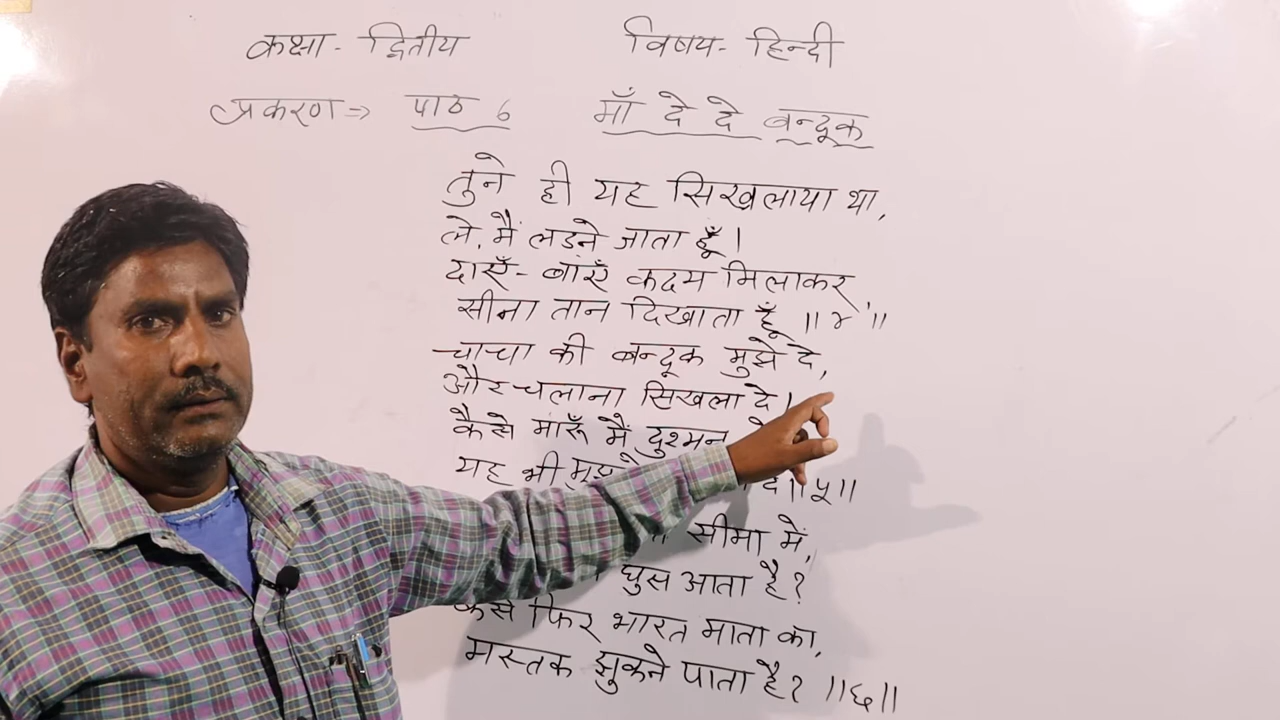 कक्षा - द्वितीय विषय - हिन्दी
प्रकरण ⇒ पाठ 6 माँ दे दे बन्दूक
तुने ही यह सिखलाया था,
ले, मैं लड़ने जाता हूँ।
दाएँ - बाएँ कदम मिलाकर,
सीना तान दिखाता हूँ ॥४॥
चाचा की बन्दूक मुझे दे,
और चलाना सिखला दे।
कैसे मारूँ मैं दुश्मन
यह भी ॥५॥
सीमा में,
घुस आता है?
कैसे फिर भारत माता का,
मस्तक झुकने पाता है? ॥६॥